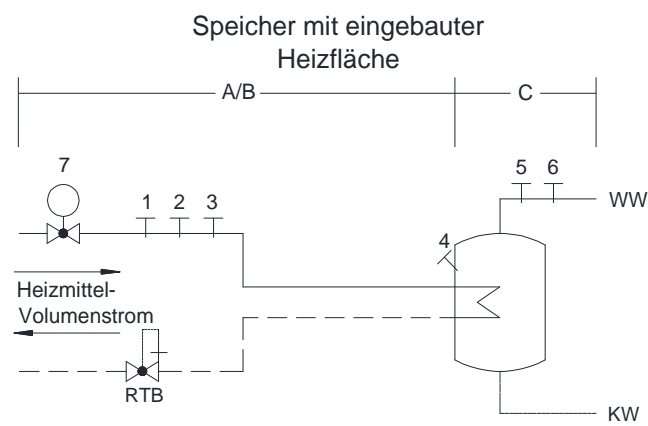 Speicher mit eingebauter
Heizfläche
A/B
C
7
1
2
3
5
6
WW
4
Heizmittel-
Volumenstrom
RTB
KW